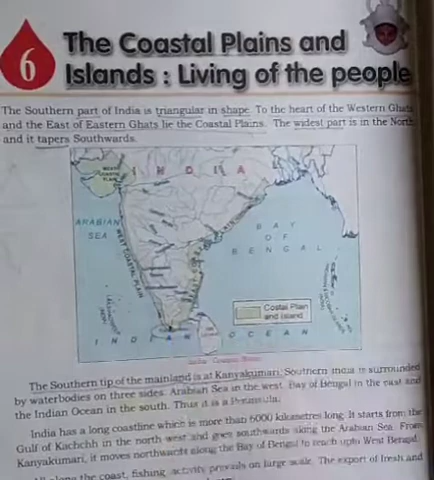 6
The Coastal Plains and
Islands : Living of the people
The Southern part of India is triangular in shape. To the heart of the Western Ghats
and the East of Eastern Ghats lie the Coastal Plains. The widest part is in the North
and it tapers Southwards.
WEST COASTAL PLAIN
I N D I A
ARABIAN
SEA
BAY
OF
BENGAL
WEST COASTAL PLAIN
Costal Plain
and Island
INDIAN OCEAN
The Southern tip of the mainland is at Kanyakumari. Southern India is surrounded
by waterbodies on three sides. Arabian Sea in the west, Bay of Bengal in the east and
the Indian Ocean in the south. Thus it is a Peninsula.
India has a long coastline which is more than 6000 kilometres long. It starts from the
Gulf of Kachchh in the north west and goes southwards along the Arabian Sea. From
Kanyakumari, it moves northwards along the Bay of Bengal to reach upto West Bengal.
along the coast, fishing activity prevails on large scale. The export of fresh and